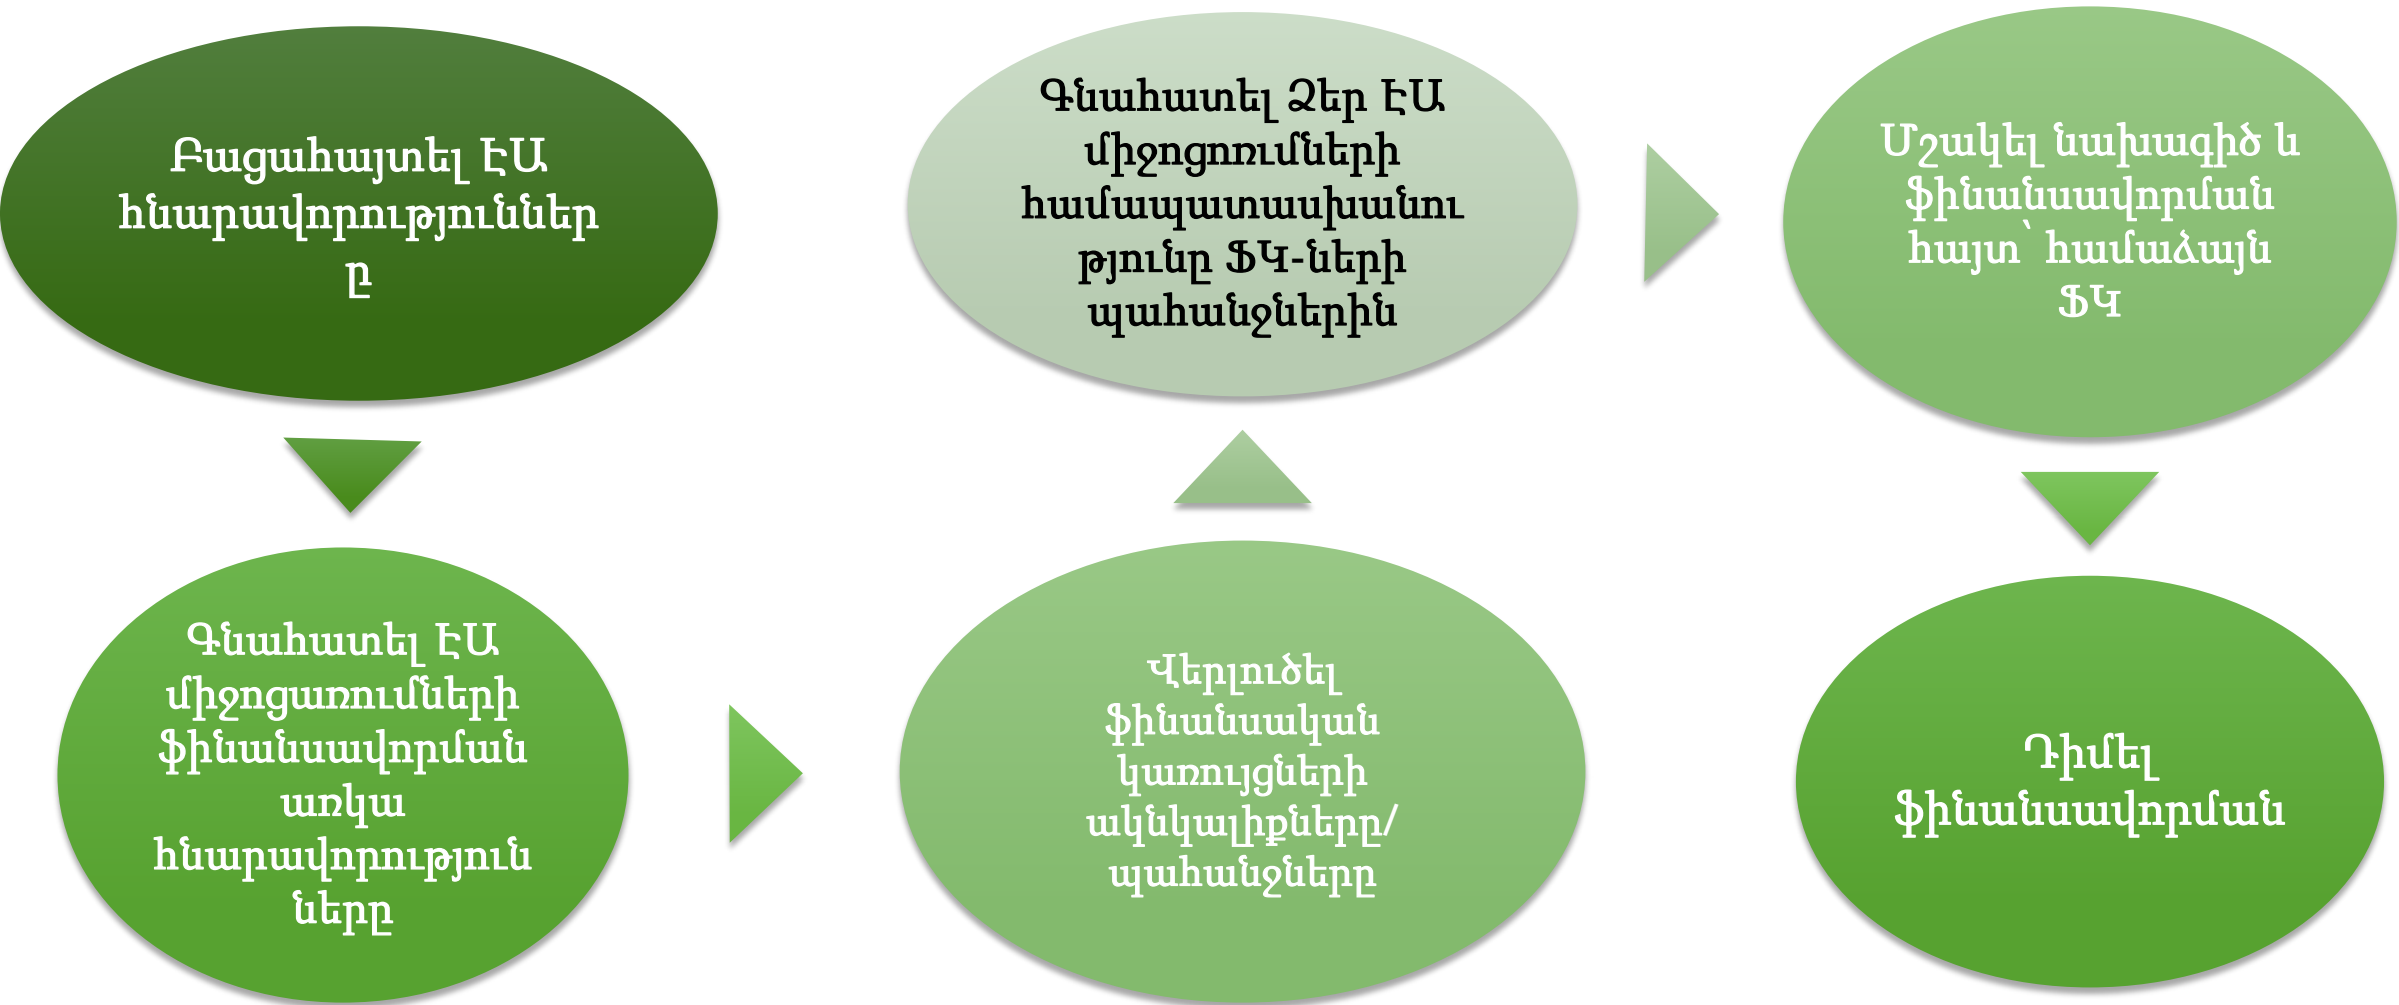 Բացահայտել ԷԱ
հնարավորություններ
ը
Գնահատել ԷԱ
միջոցառումների
ֆինանսավորման
առկա
հնարավորություն
ները
Վերլուծել
ֆինանսական
կառույցների
ակնկալիքները/
պահանջները
Գնահատել Ձեր ԷԱ
միջոցոռւմների
համապատասխանու
թյունը ՖԿ-ների
պահանջներին
Մշակել նախագիծ և
ֆինանսավորման
հայտ՝ համաձայն
ՖԿ
Դիմել
ֆինանսավորման